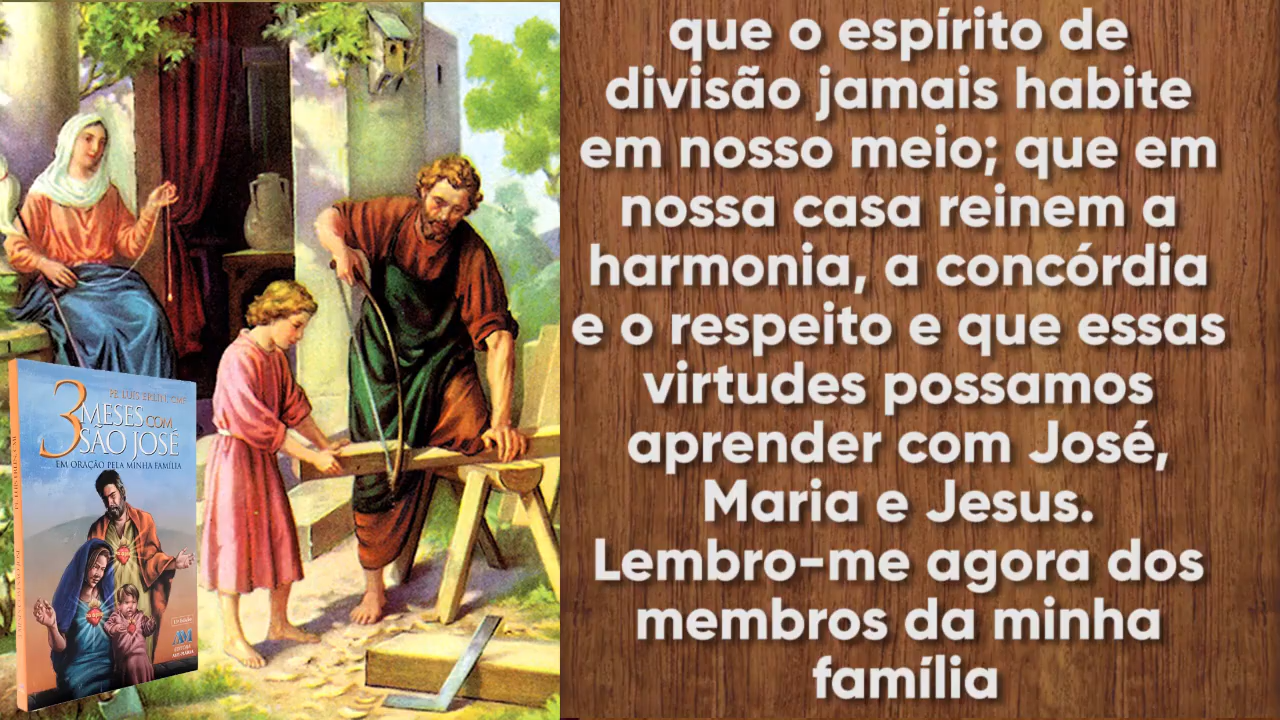 que o espírito de
divisão jamais habite
em nosso meio; que em
nossa casa reinem a
harmonia, a concórdia
e o respeito e que essas
virtudes possamos
aprender com José,
Maria e Jesus.
Lembro-me agora dos
membros da minha
família
3 MESES COM
SÃO JOSÉ
EM ORAÇÃO PELA MINHA FAMÍLIA